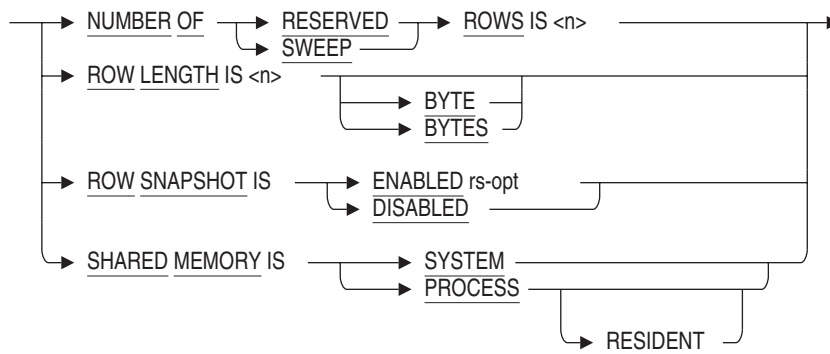 NUMBER OF RESERVED ROWS IS <n>
SWEEP
ROW LENGTH IS <n>
BYTE
BYTES
ROW SNAPSHOT IS ENABLED rs-opt
DISABLED
SHARED MEMORY IS SYSTEM
PROCESS
RESIDENT